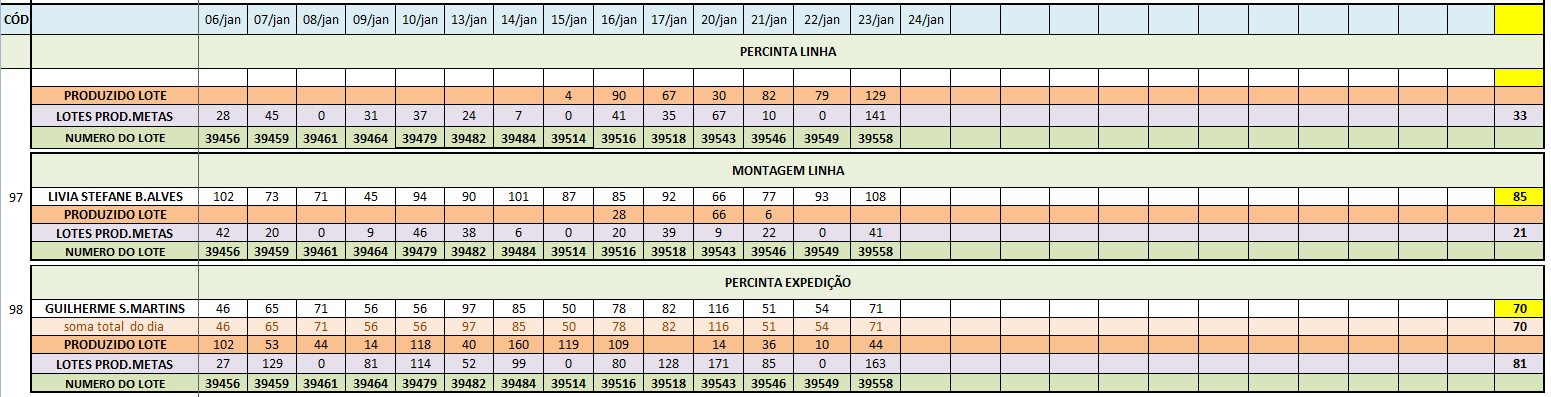 CÓD 06/jan 07/jan 08/jan 09/jan 10/jan 13/jan 14/jan 15/jan 16/jan 17/jan 20/jan 21/jan 22/jan 23/jan 24/jan
PERCINTA LINHA
PRODUZIDO LOTE 4 90 67 30 82 79 129
LOTES PROD.METAS 28 45 0 31 37 24 7 0 41 35 67 10 0 141 33
NUMERO DO LOTE 39456 39459 39461 39464 39479 39482 39484 39514 39516 39518 39543 39546 39549 39558
MONTAGEM LINHA
97 LIVIA STEFANE B.ALVES 102 73 71 45 94 90 101 87 85 92 66 77 93 108 85
PRODUZIDO LOTE 28 66 6
LOTES PROD.METAS 42 20 0 9 46 38 6 0 20 39 9 22 0 41 21
NUMERO DO LOTE 39456 39459 39461 39464 39479 39482 39484 39514 39516 39518 39543 39546 39549 39558
PERCINTA EXPEDIÇÃO
98 GUILHERME S.MARTINS 46 65 71 56 56 97 85 50 78 82 116 51 54 71 70
soma total do dia 46 65 71 56 56 97 85 50 78 82 116 51 54 71 70
PRODUZIDO LOTE 102 53 44 14 118 40 160 119 109 14 36 10 44
LOTES PROD.METAS 27 129 0 81 114 52 99 0 80 128 171 85 0 163 81
NUMERO DO LOTE 39456 39459 39461 39464 39479 39482 39484 39514 39516 39518 39543 39546 39549 39558